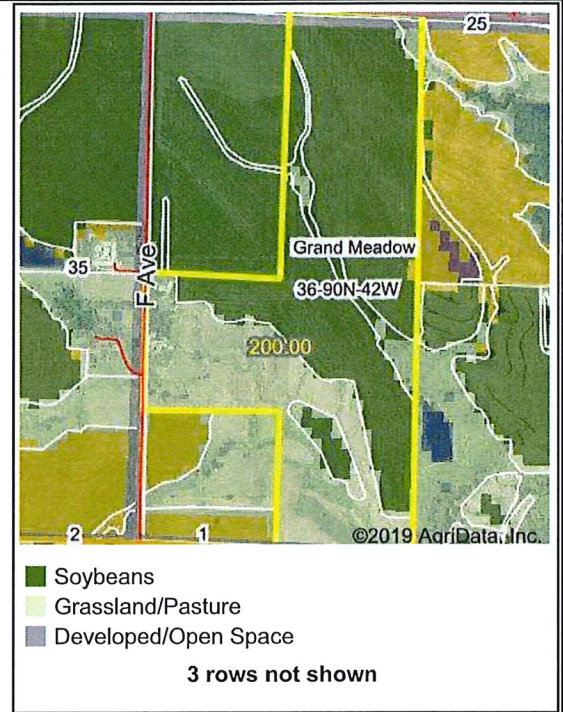 25
Grand Meadow
F Ave
35
36-90N-42W
200.00
2
1
©2019 AgriData, Inc.
Soybeans
Grassland/Pasture
Developed/Open Space
3 rows not shown